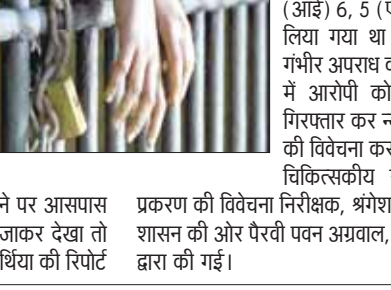 ने पर आसपास
जाकर देखा तो
र्थिया की रिपोर्ट
(आई) 6, 5
लिया गया था
गंभीर अपराध
में आरोपी को
गिरफ्तार कर
की विवेचना
चिकित्सकीय
प्रकरण की विवेचना निरीक्षक, श्रंगेश
शासन की ओर पैरवी पवन अग्रवाल,
द्वारा की गई।